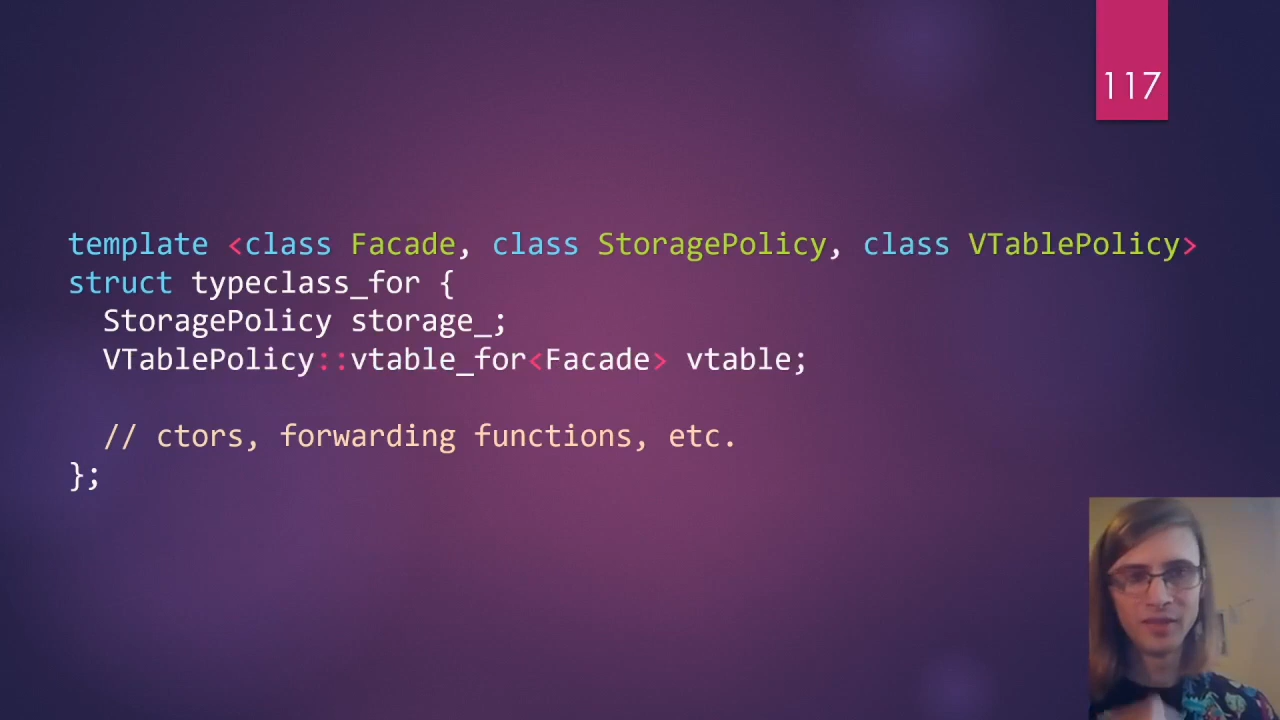 117
template <class Facade, class StoragePolicy, class VTablePolicy>
struct typeclass_for {
  StoragePolicy storage_;
  VTablePolicy::vtable_for<Facade> vtable;

  // ctors, forwarding functions, etc.
};